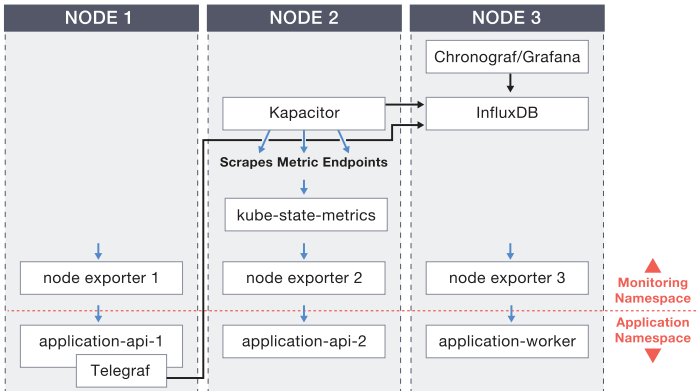 NODE 1
NODE 2
NODE 3
Chronograf/Grafana
Kapacitor
InfluxDB
Scrapes Metric Endpoints
kube-state-metrics
node exporter 1
node exporter 2
node exporter 3
Monitoring
Namespace
Application
Namespace
application-api-1
application-api-2
application-worker
Telegraf